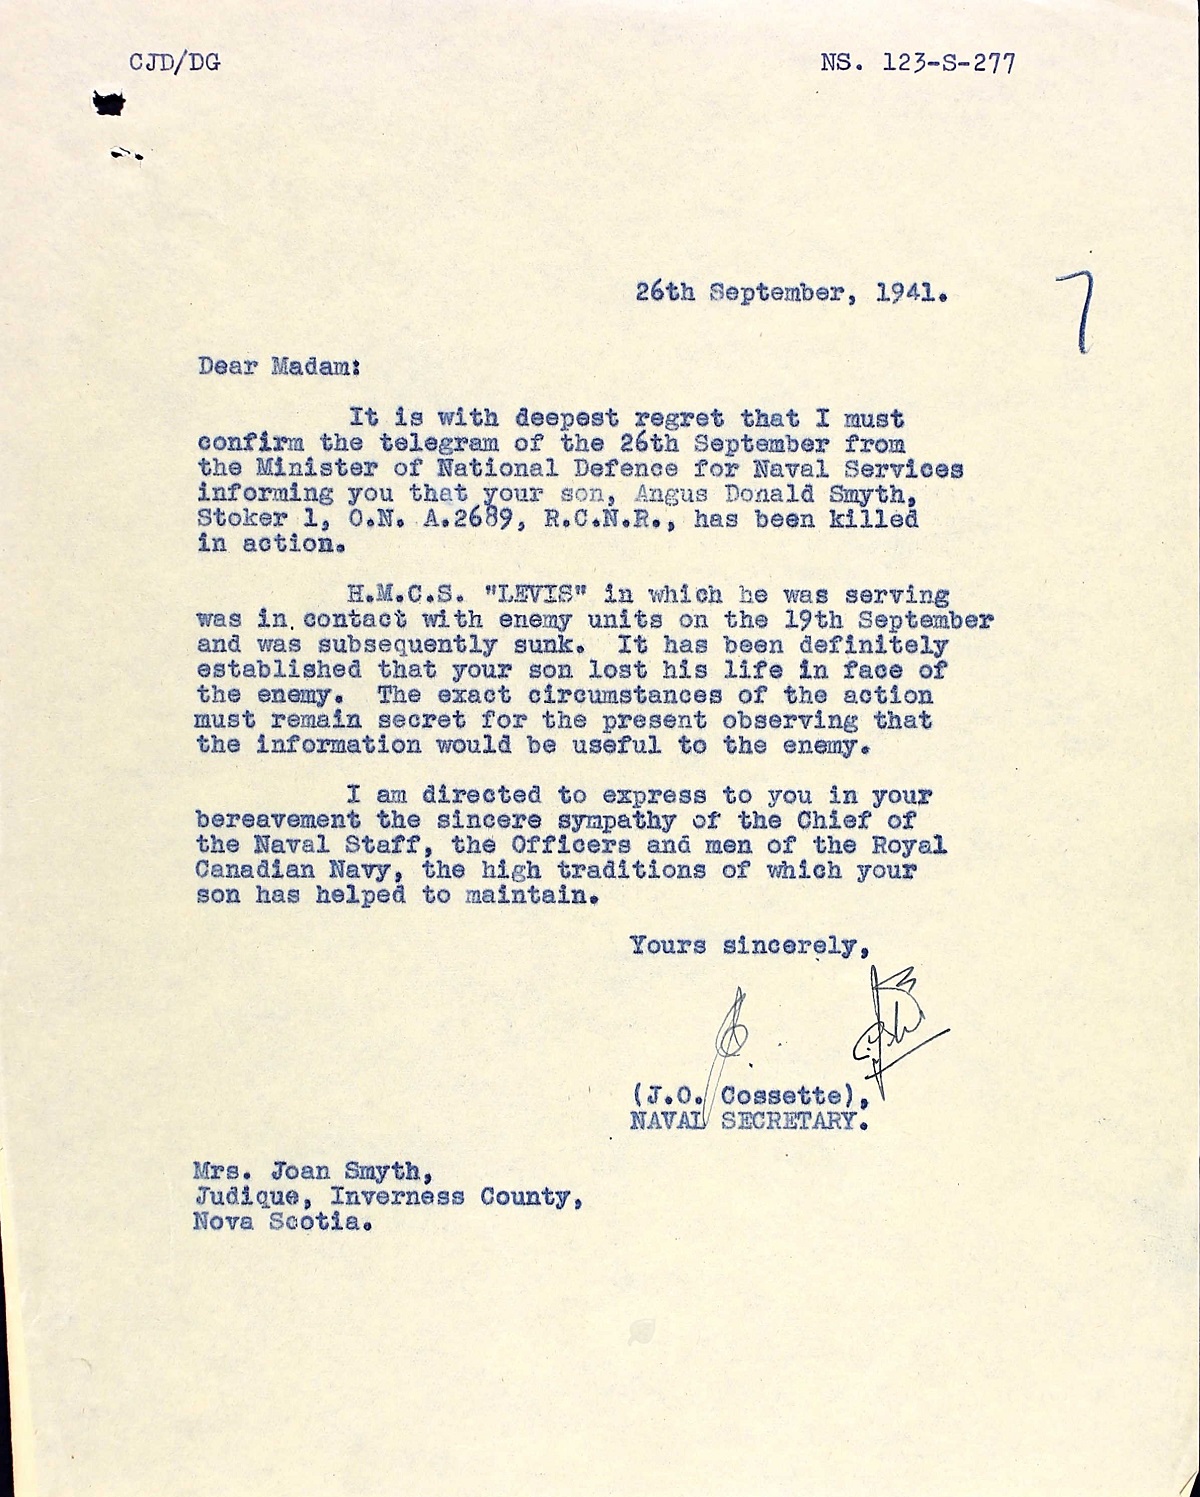 CJD/DG NS. 123-S-277
26th September, 1941.
7
Dear Madam:
It is with deepest regret that I must
confirm the telegram of the 26th September from
the Minister of National Defence for Naval Services
informing you that your son, Angus Donald Smyth,
Stoker 1, O.N. A.2689, R.C.N.R., has been killed
in action.
H.M.C.S. "LEVIS" in which he was serving
was in contact with enemy units on the 19th September
and was subsequently sunk. It has been definitely
established that your son lost his life in face of
the enemy. The exact circumstances of the action
must remain secret for the present observing that
the information would be useful to the enemy.
I am directed to express to you in your
bereavement the sincere sympathy of the Chief of
the Naval Staff, the Officers and men of the Royal
Canadian Navy, the high traditions of which your
son has helped to maintain.
Yours sincerely,
(J.O. Cossette),
NAVAL SECRETARY.
Mrs. Joan Smyth,
Judique, Inverness County,
Nova Scotia.